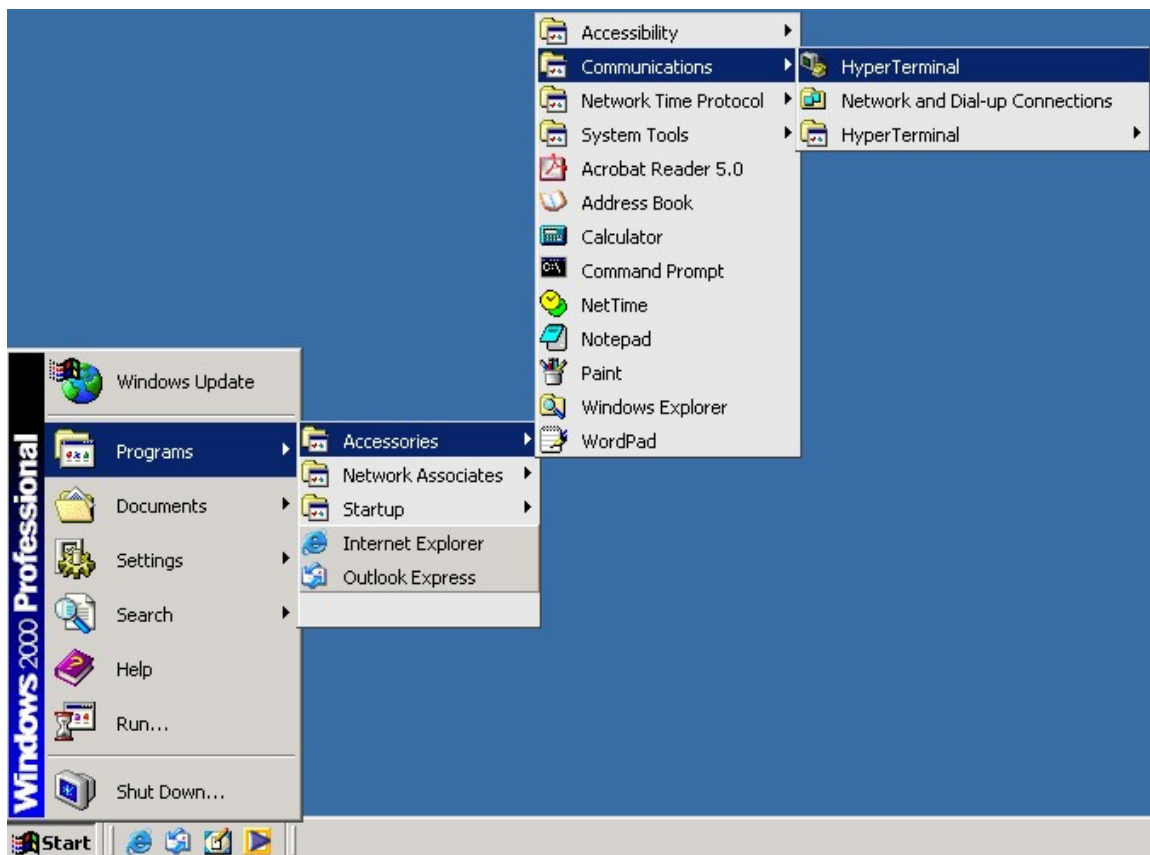 Accessibility
Communications
Network Time Protocol
System Tools
Acrobat Reader 5.0
Address Book
Calculator
Command Prompt
NetTime
Notepad
Paint
Windows Explorer
WordPad
HyperTerminal
Network and Dial-up Connections
HyperTerminal
Windows 2000 Professional
Windows Update
Programs
Documents
Settings
Search
Help
Run...
Shut Down...
Accessories
Network Associates
Startup
Internet Explorer
Outlook Express
Start